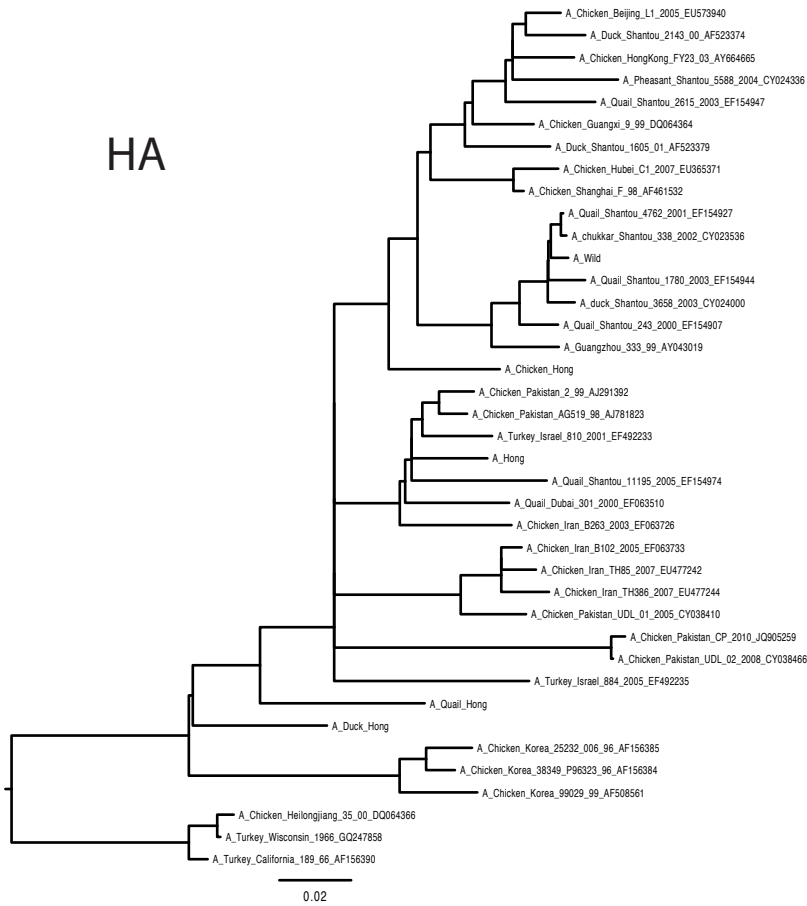 A_Chicken_Beijing_L1_2005_EU573940
A_Duck_Shantou_2143_00_AF523374
A_Chicken_HongKong_FY23_03_AY664665
A_Pheasant_Shantou_5588_2004_CY024336
A_Quail_Shantou_2615_2003_EF154947
A_Chicken_Guangxi_9_99_DQ064364
HA
A_Duck_Shantou_1605_01_AF523379
A_Chicken_Hubei_C1_2007_EU365371
A_Chicken_Shanghai_F_98_AF461532
A_Quail_Shantou_4762_2001_EF154927
A_chukkar_Shantou_338_2002_CY023536
A_Wild
A_Quail_Shantou_1780_2003_EF154944
A_duck_Shantou_3658_2003_CY024000
A_Quail_Shantou_243_2000_EF154907
A_Guangzhou_333_99_AY043019
A_Chicken_Hong
A_Chicken_Pakistan_2_99_AJ291392
A_Chicken_Pakistan_AG519_98_AJ781823
A_Turkey_Israel_810_2001_EF492233
A_Hong
A_Quail_Shantou_11195_2005_EF154974
A_Quail_Dubai_301_2000_EF063510
A_Chicken_Iran_B263_2003_EF063726
A_Chicken_Iran_B102_2005_EF063733
A_Chicken_Iran_TH85_2007_EU477242
A_Chicken_Iran_TH386_2007_EU477244
A_Chicken_Pakistan_UDL_01_2005_CY038410
A_Chicken_Pakistan_CP_2010_JQ905259
A_Chicken_Pakistan_UDL_02_2008_CY038466
A_Turkey_Israel_884_2005_EF492235
A_Quail_Hong
A_Duck_Hong
A_Chicken_Korea_25232_006_96_AF156385
A_Chicken_Korea_38349_P96323_96_AF156384
A_Chicken_Korea_99029_99_AF508561
A_Chicken_Heilongjiang_35_00_DQ064366
A_Turkey_Wisconsin_1966_GQ247858
A_Turkey_California_189_66_AF156390
0.02